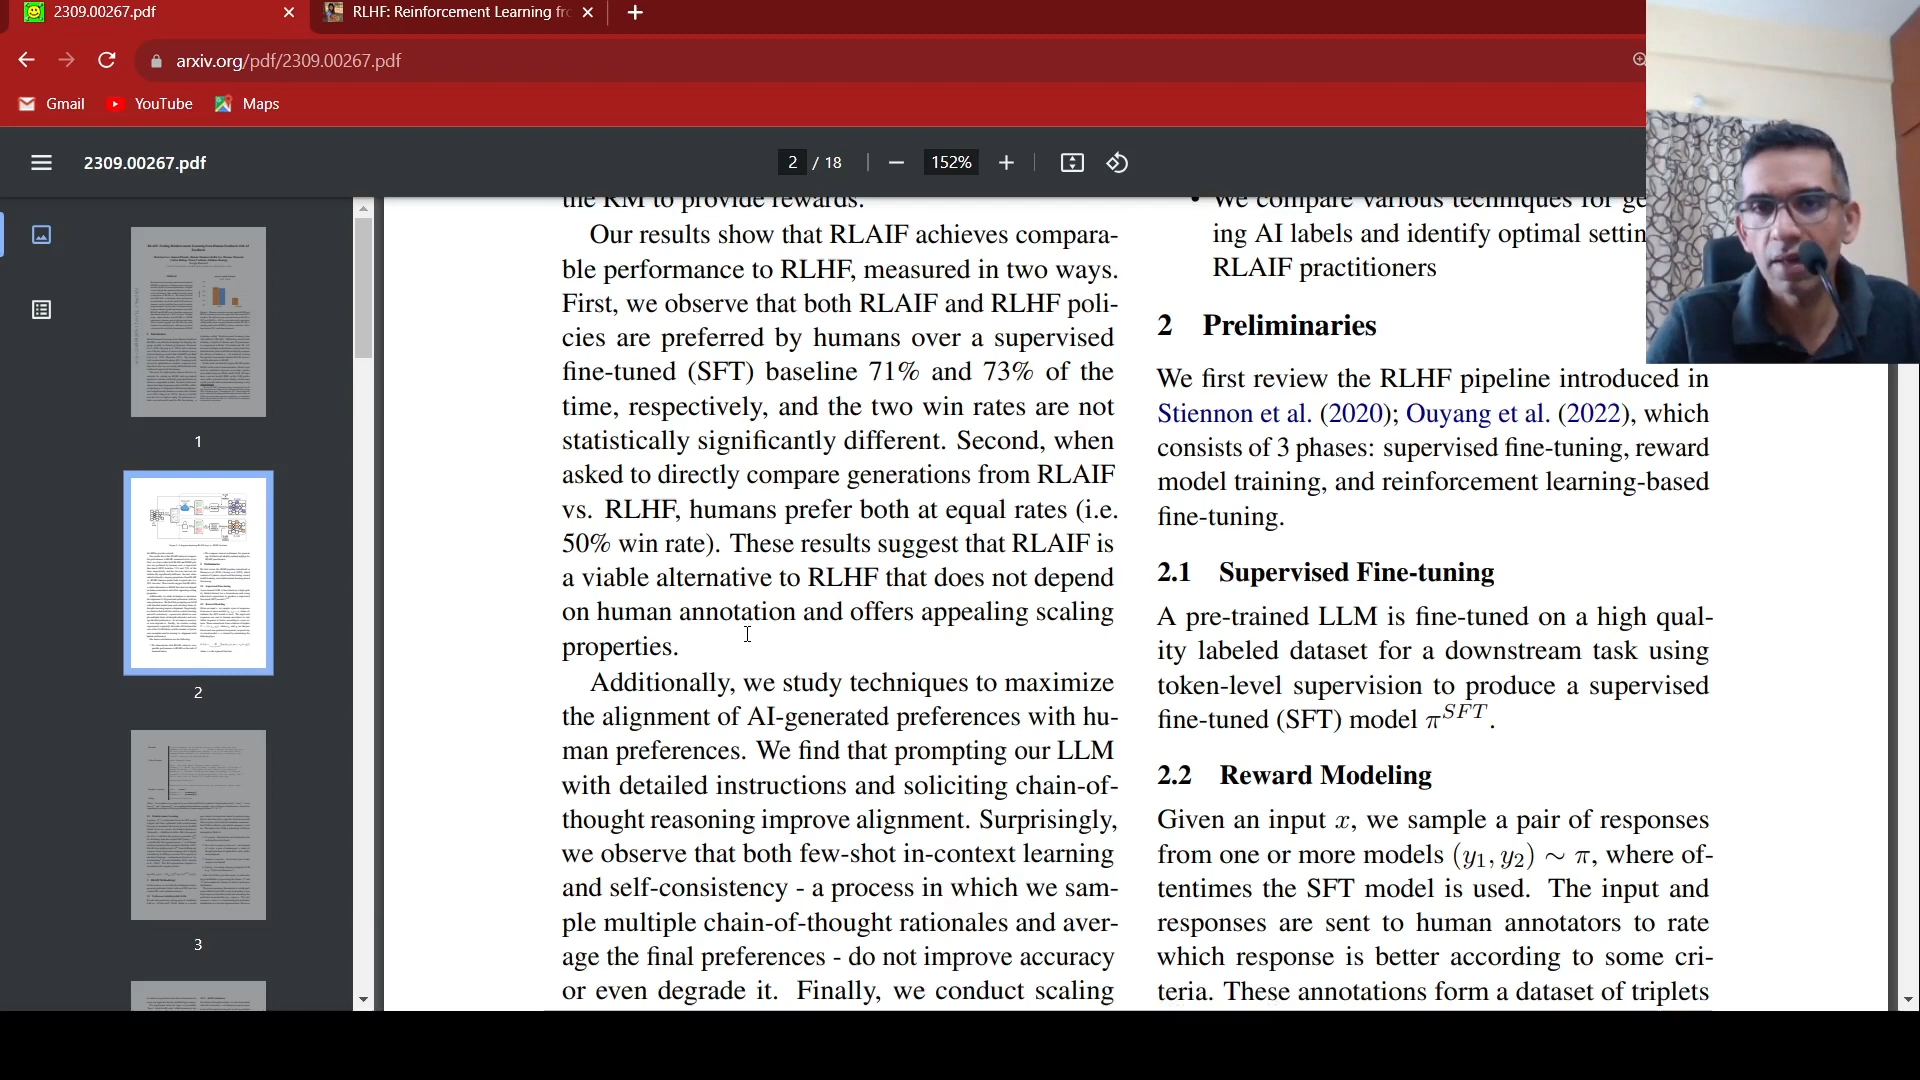 2309.00267.pdf
RLHF: Reinforcement Learning fro
arxiv.org/pdf/2309.00267.pdf
Gmail
YouTube
Maps
2309.00267.pdf
2 / 18
152%
1
2
3
the RM to provide rewards.
Our results show that RLAIF achieves compara-
ble performance to RLHF, measured in two ways.
First, we observe that both RLAIF and RLHF poli-
cies are preferred by humans over a supervised
fine-tuned (SFT) baseline 71% and 73% of the
time, respectively, and the two win rates are not
statistically significantly different. Second, when
asked to directly compare generations from RLAIF
vs. RLHF, humans prefer both at equal rates (i.e.
50% win rate). These results suggest that RLAIF is
a viable alternative to RLHF that does not depend
on human annotation and offers appealing scaling
properties.
Additionally, we study techniques to maximize
the alignment of AI-generated preferences with hu-
man preferences. We find that prompting our LLM
with detailed instructions and soliciting chain-of-
thought reasoning improve alignment. Surprisingly,
we observe that both few-shot in-context learning
and self-consistency - a process in which we sam-
ple multiple chain-of-thought rationales and aver-
age the final preferences - do not improve accuracy
or even degrade it. Finally, we conduct scaling
• We compare various techniques for ge
ing AI labels and identify optimal settin
RLAIF practitioners
2 Preliminaries
We first review the RLHF pipeline introduced in
Stiennon et al. (2020); Ouyang et al. (2022), which
consists of 3 phases: supervised fine-tuning, reward
model training, and reinforcement learning-based
fine-tuning.
2.1 Supervised Fine-tuning
A pre-trained LLM is fine-tuned on a high qual-
ity labeled dataset for a downstream task using
token-level supervision to produce a supervised
fine-tuned (SFT) model π^SFT.
2.2 Reward Modeling
Given an input x, we sample a pair of responses
from one or more models (y₁, y₂) ∼ π, where of-
tentimes the SFT model is used. The input and
responses are sent to human annotators to rate
which response is better according to some cri-
teria. These annotations form a dataset of triplets